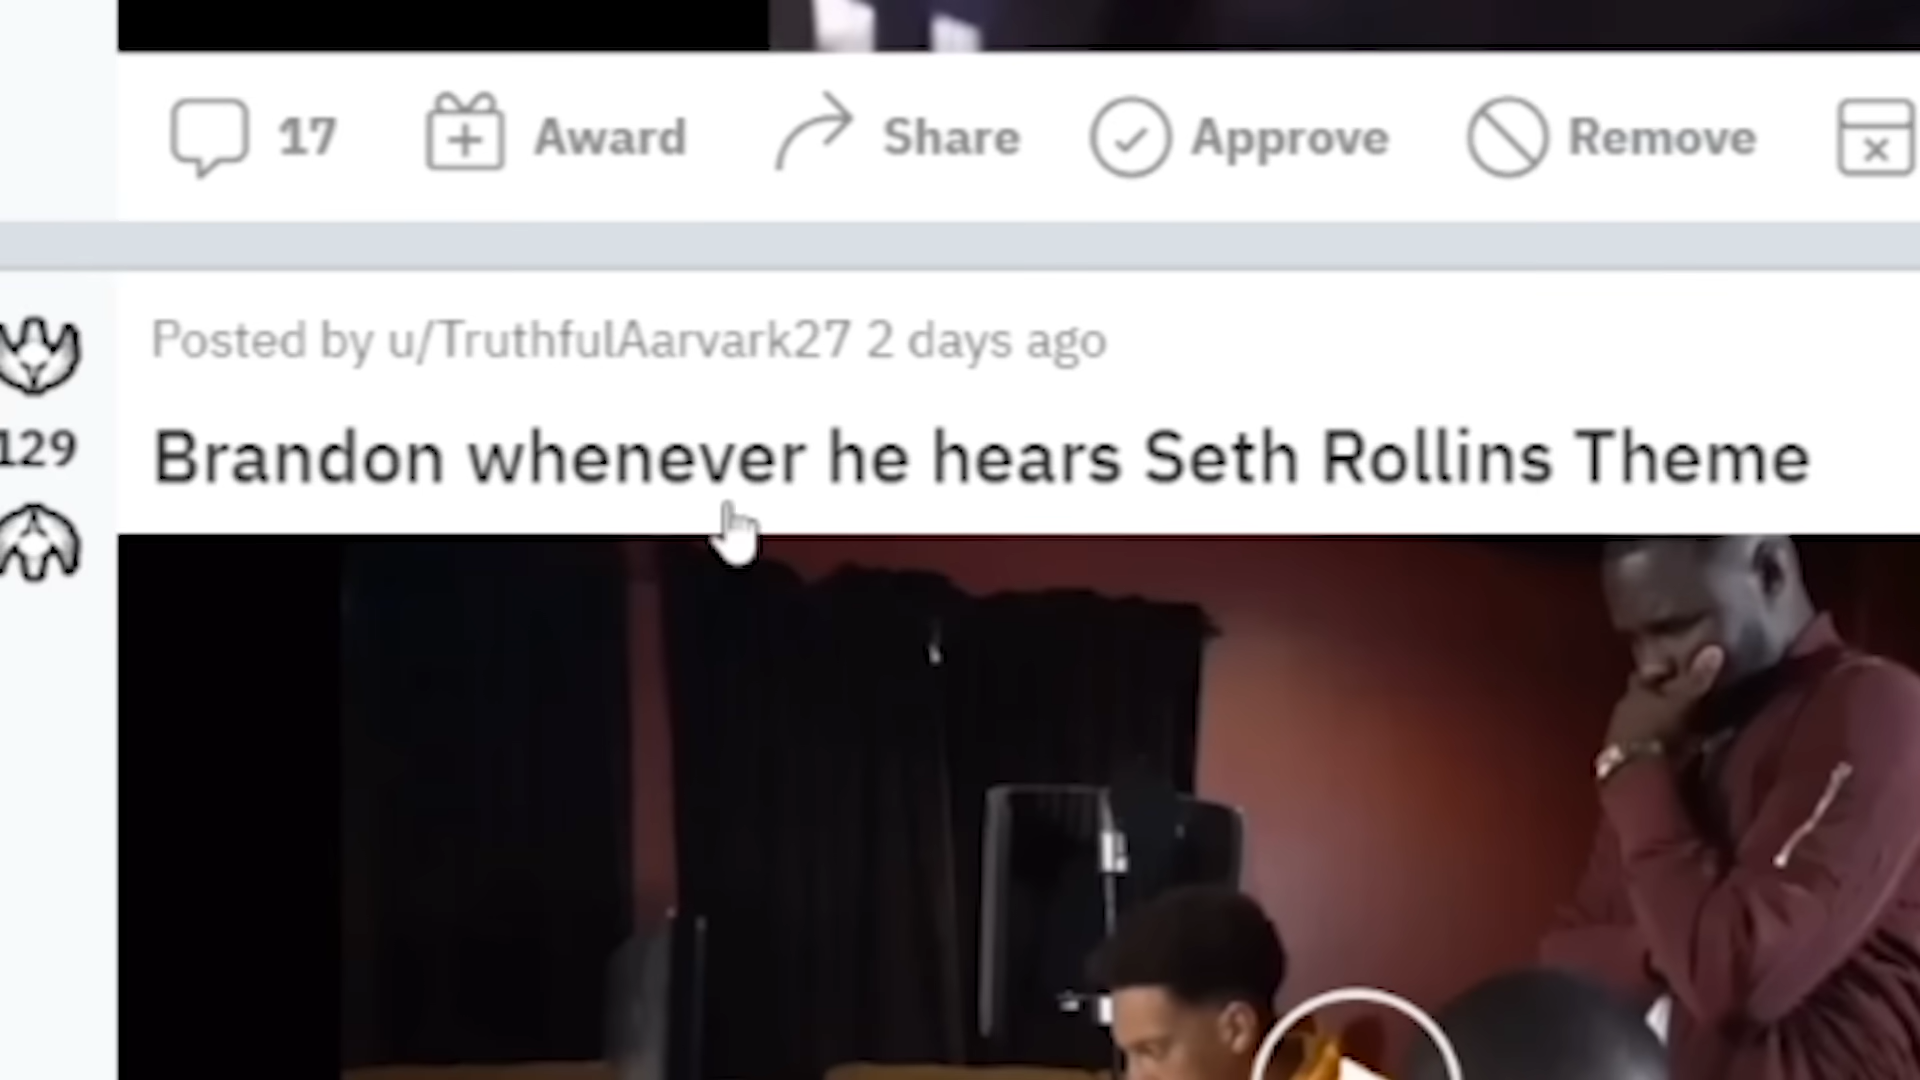 17 Award Share Approve Remove
Posted by u/TruthfulAarvark27 2 days ago
129
Brandon whenever he hears Seth Rollins Theme